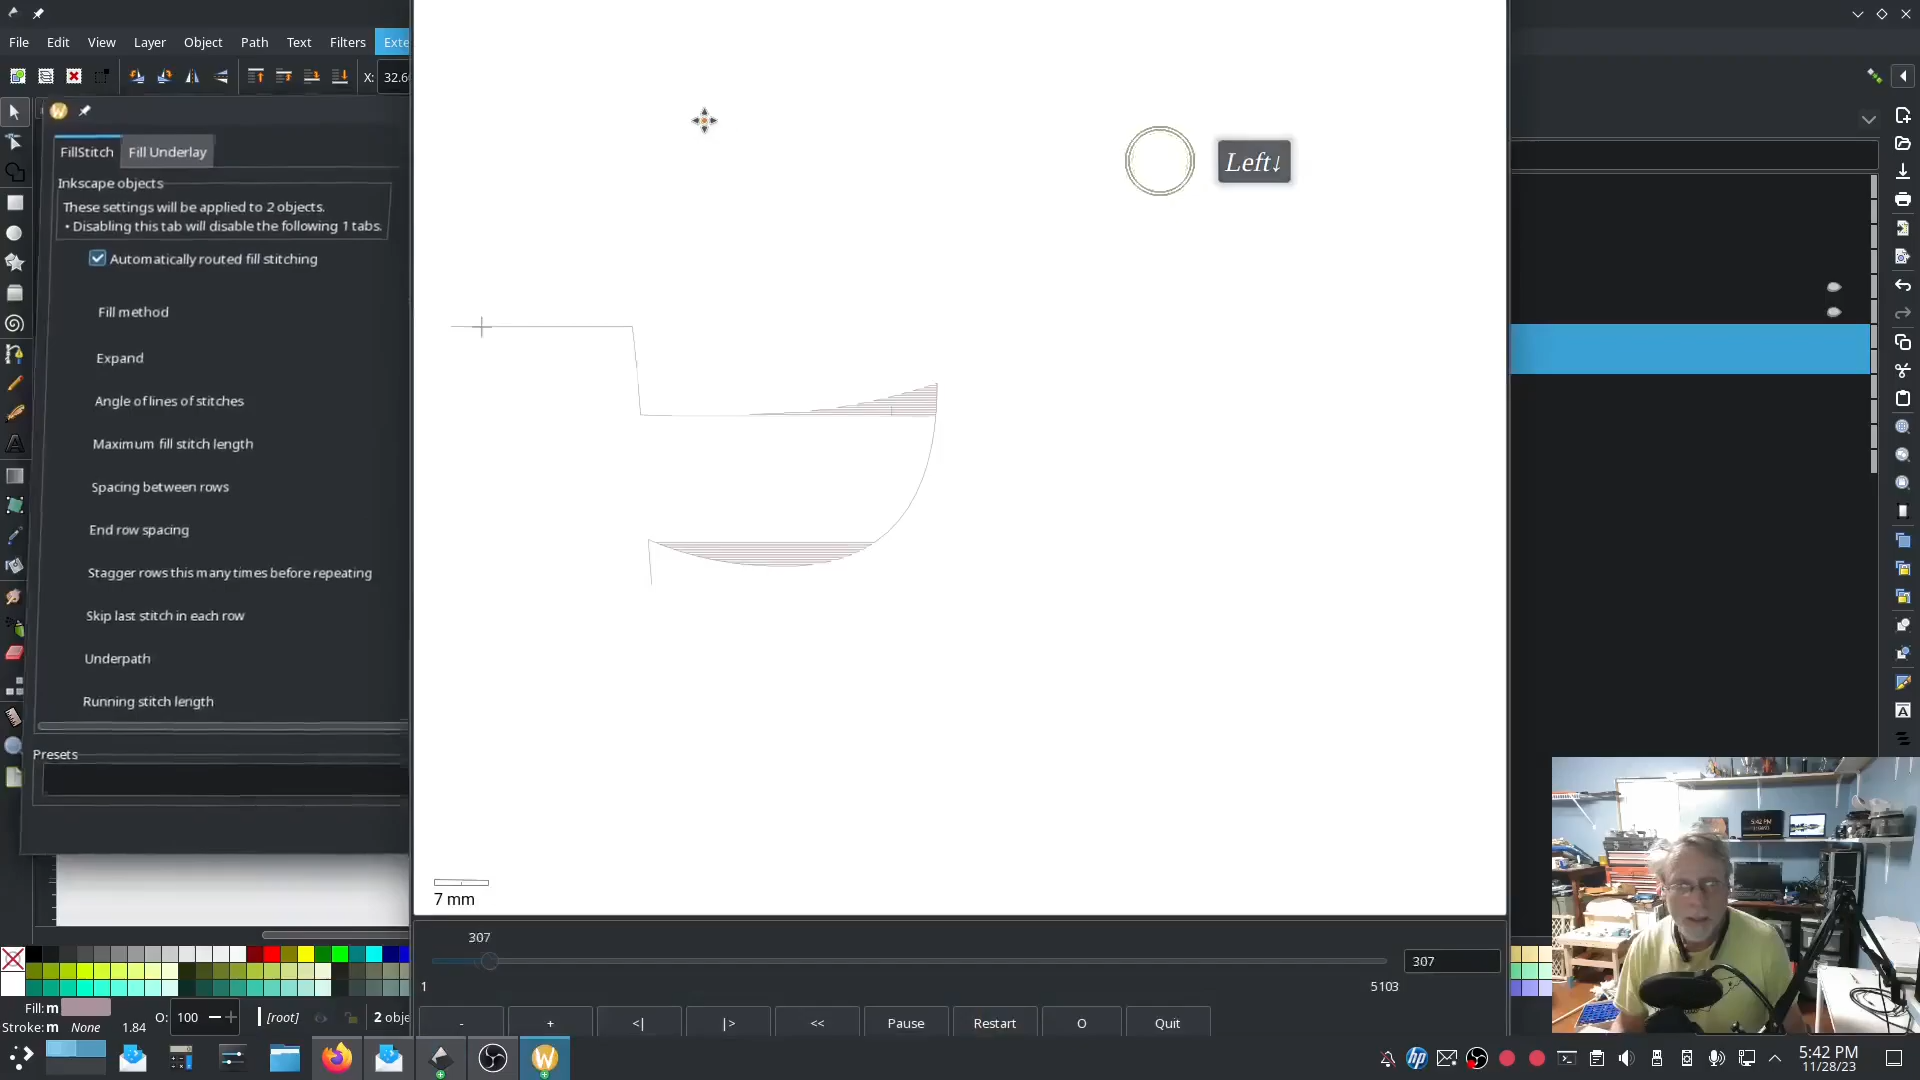 File Edit View Layer Object Path Text Filters Exte
X: 32.6
Left↓
FillStitch Fill Underlay
Inkscape objects
These settings will be applied to 2 objects.
• Disabling this tab will disable the following 1 tabs.
Automatically routed fill stitching
Fill method
Expand
Angle of lines of stitches
Maximum fill stitch length
Spacing between rows
End row spacing
Stagger rows this many times before repeating
Skip last stitch in each row
Underpath
Running stitch length
Presets
7 mm
307
307
1
5103
- + <| |> << Pause Restart O Quit
Fill: m
Stroke: m None 1.84
O: 100
[root]
2 obje
5:42 PM
11/28/23